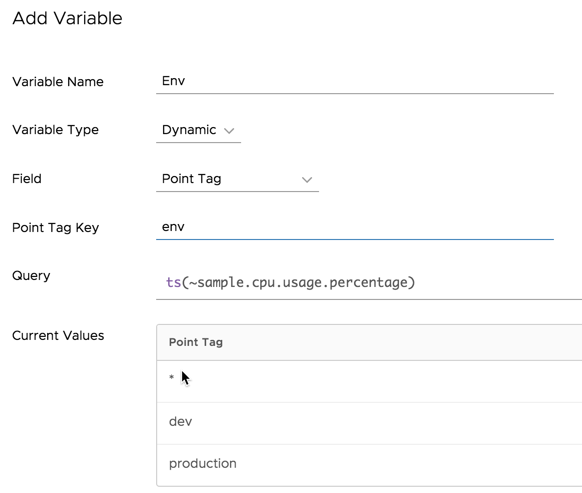 Add Variable
Variable Name Env
Variable Type Dynamic
Field Point Tag
Point Tag Key env
Query ts(~sample.cpu.usage.percentage)
Current Values Point Tag
*
dev
production